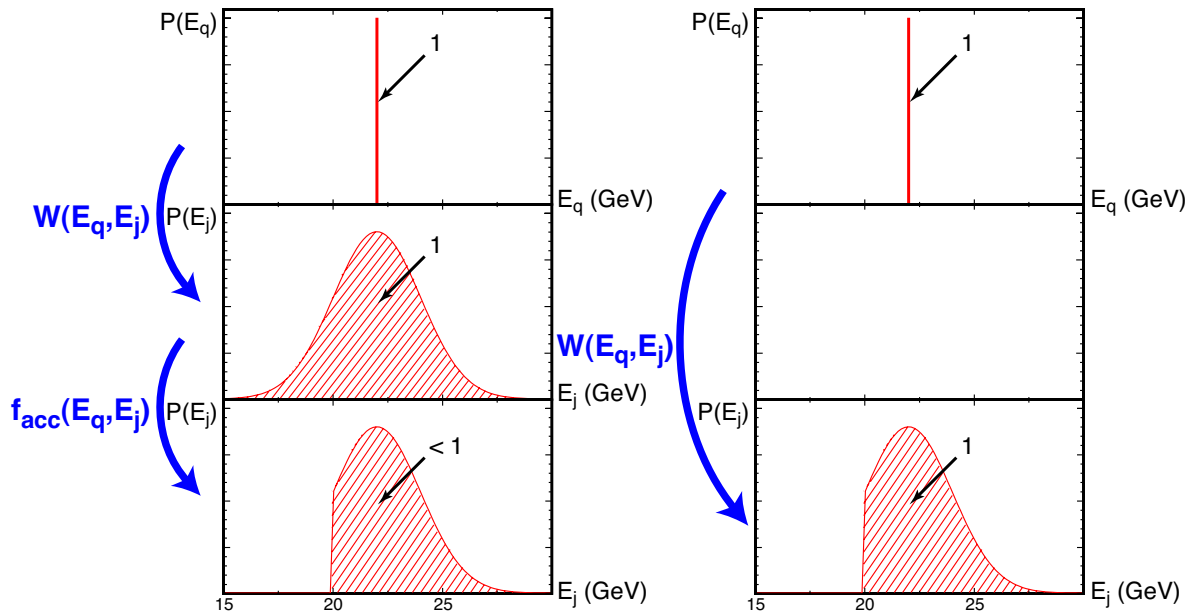 P(E_q)
1
E_q (GeV)
W(E_q,E_j)
P(E_j)
1
E_j (GeV)
f_acc(E_q,E_j)
P(E_j)
< 1
E_j (GeV)
15 20 25
P(E_q)
1
E_q (GeV)
W(E_q,E_j)
P(E_j)
1
E_j (GeV)
15 20 25